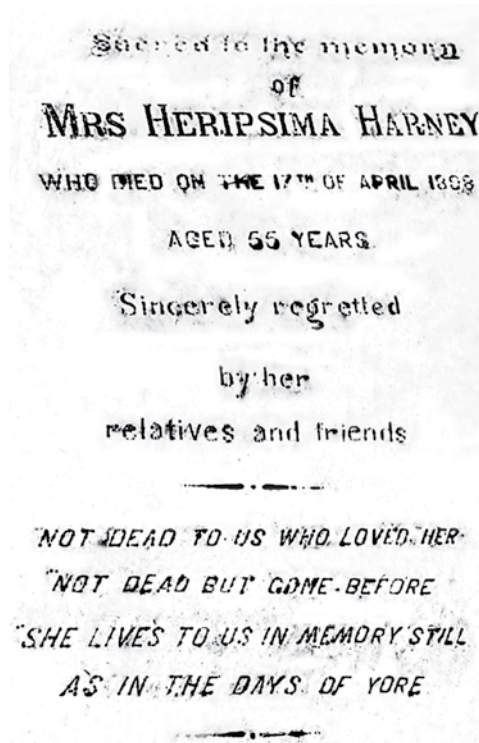 Sacred to the memory
of
MRS HERIPSIMA HARNEY
WHO DIED ON THE 17TH OF APRIL
AGED 55 YEARS.
Sincerely regretted
by her
relatives and friends
NOT DEAD TO US WHO LOVED HER
NOT DEAD BUT GONE BEFORE
SHE LIVES TO US IN MEMORY STILL
AS IN THE DAYS OF YORE